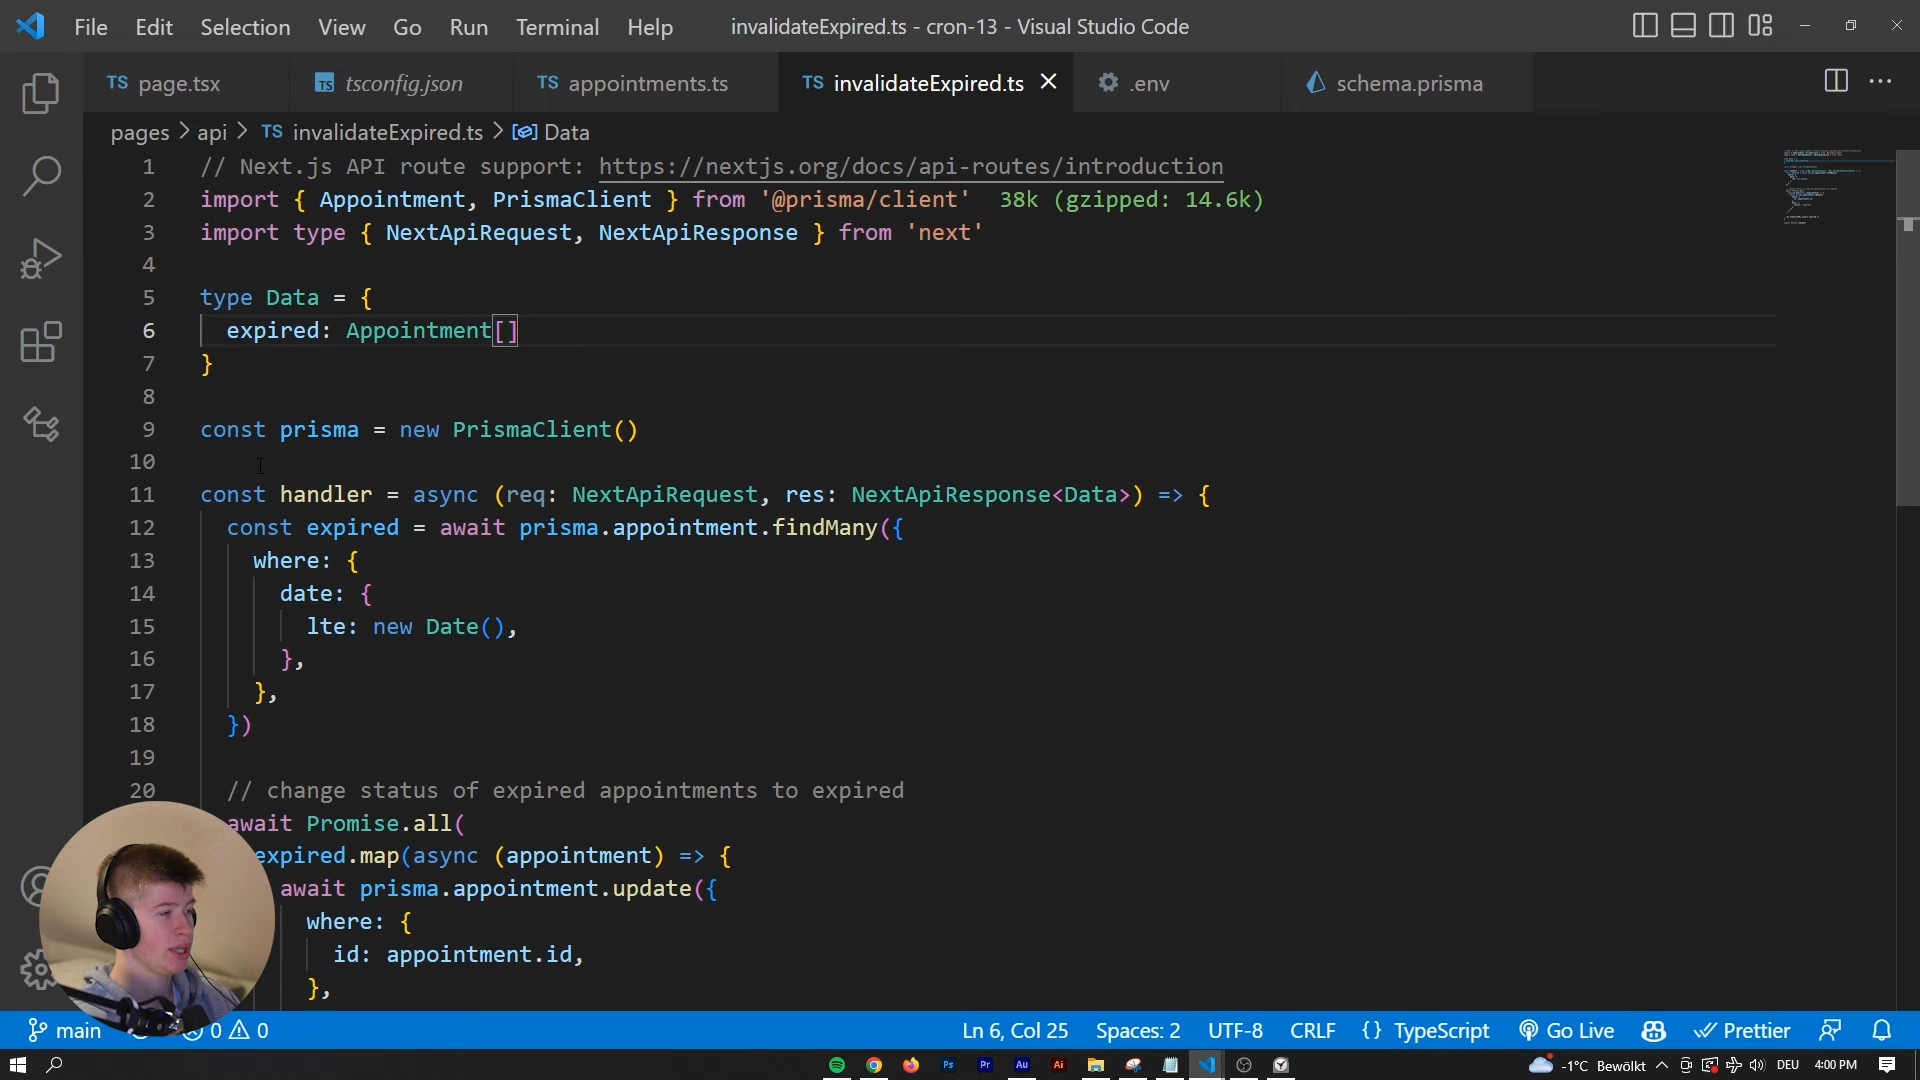 File Edit Selection View Go Run Terminal Help invalidateExpired.ts - cron-13 - Visual Studio Code
TS page.tsx TS tsconfig.json TS appointments.ts TS invalidateExpired.ts .env schema.prisma
pages > api > TS invalidateExpired.ts > Data
1 // Next.js API route support: https://nextjs.org/docs/api-routes/introduction
2 import { Appointment, PrismaClient } from '@prisma/client' 38k (gzipped: 14.6k)
3 import type { NextApiRequest, NextApiResponse } from 'next'
4
5 type Data = {
6 expired: Appointment[]
7 }
8
9 const prisma = new PrismaClient()
10
11 const handler = async (req: NextApiRequest, res: NextApiResponse<Data>) => {
12 const expired = await prisma.appointment.findMany({
13 where: {
14 date: {
15 lte: new Date(),
16 },
17 },
18 })
19
20 // change status of expired appointments to expired
await Promise.all(
expired.map(async (appointment) => {
await prisma.appointment.update({
where: {
id: appointment.id,
},
main 0 0 Ln 6, Col 25 Spaces: 2 UTF-8 CRLF {} TypeScript Go Live Prettier
Ps Pr Au Ai -1°C Bewölkt DEU 4:00 PM